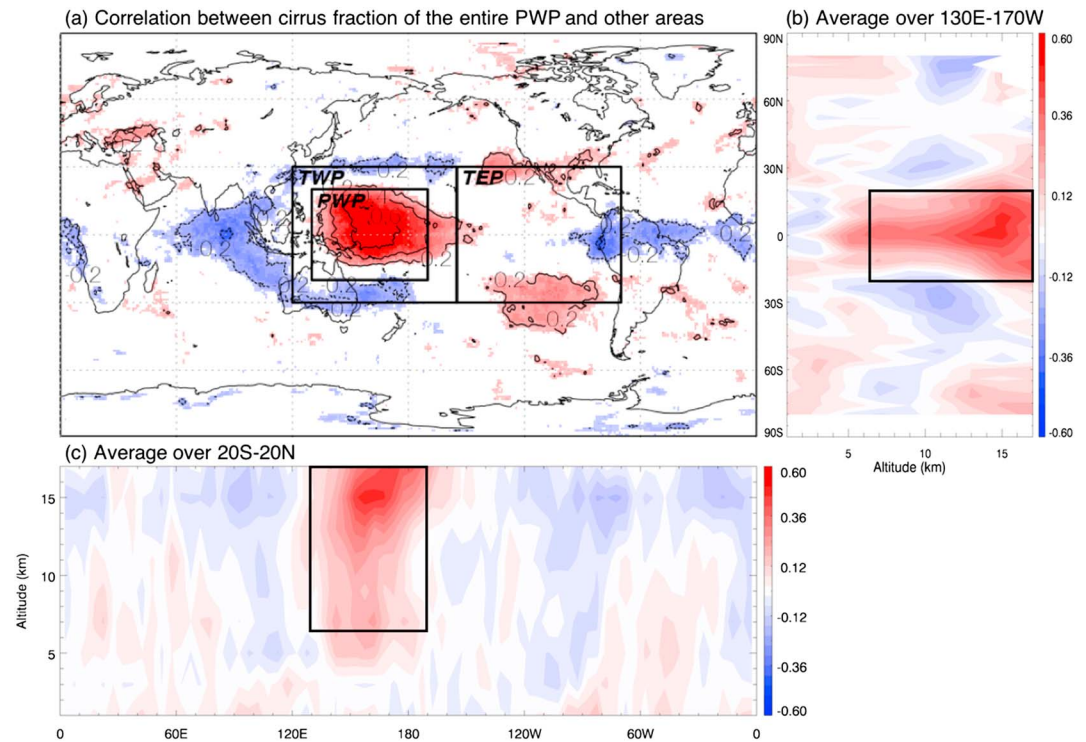 (a) Correlation between cirrus fraction of the entire PWP and other areas
(b) Average over 130E-170W
TWP
TEP
PWP
0.2
0.2
0.2
0.2
0.2
0.2
90N
60N
30N
0
30S
60S
90S
5
10
15
Altitude (km)
0.60
0.36
0.12
-0.12
-0.36
-0.60
(c) Average over 20S-20N
15
10
5
Altitude (km)
0
60E
120E
180
120W
60W
0
0.60
0.36
0.12
-0.12
-0.36
-0.60